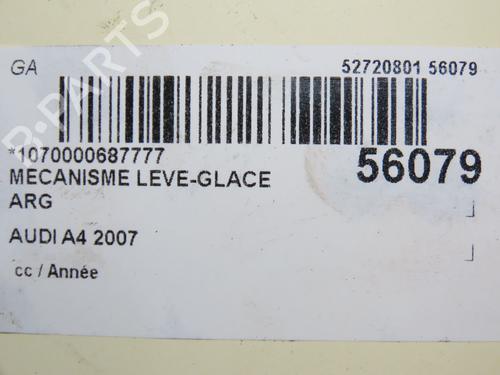 GA 52720801 56079
*1070000687777
56079
MECANISME LEVE-GLACE
ARG
AUDI A4 2007
cc / Année
B-PARTS